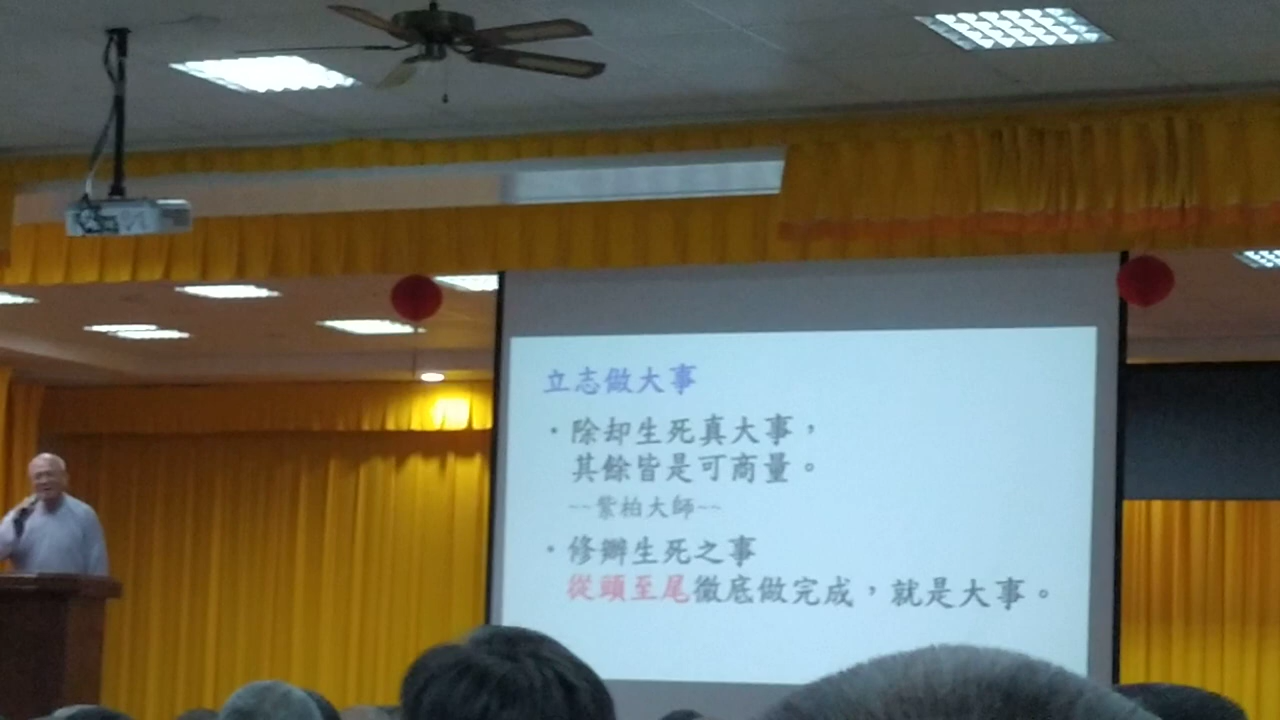 立志做大事
·除却生死真大事，
其餘皆是可商量。
~~紫柏大師~~
·修辦生死之事
從頭至尾徹底做完成，就是大事。